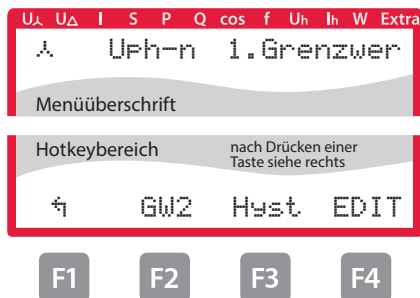 U⅄ U△ I S P Q cos f Uh Ih W Extra
⅄ Uph-n 1.Grenzwer
Menüüberschrift
Hotkeybereich
nach Drücken einer
Taste siehe rechts
↰ GW2 Hyst EDIT
F1 F2 F3 F4